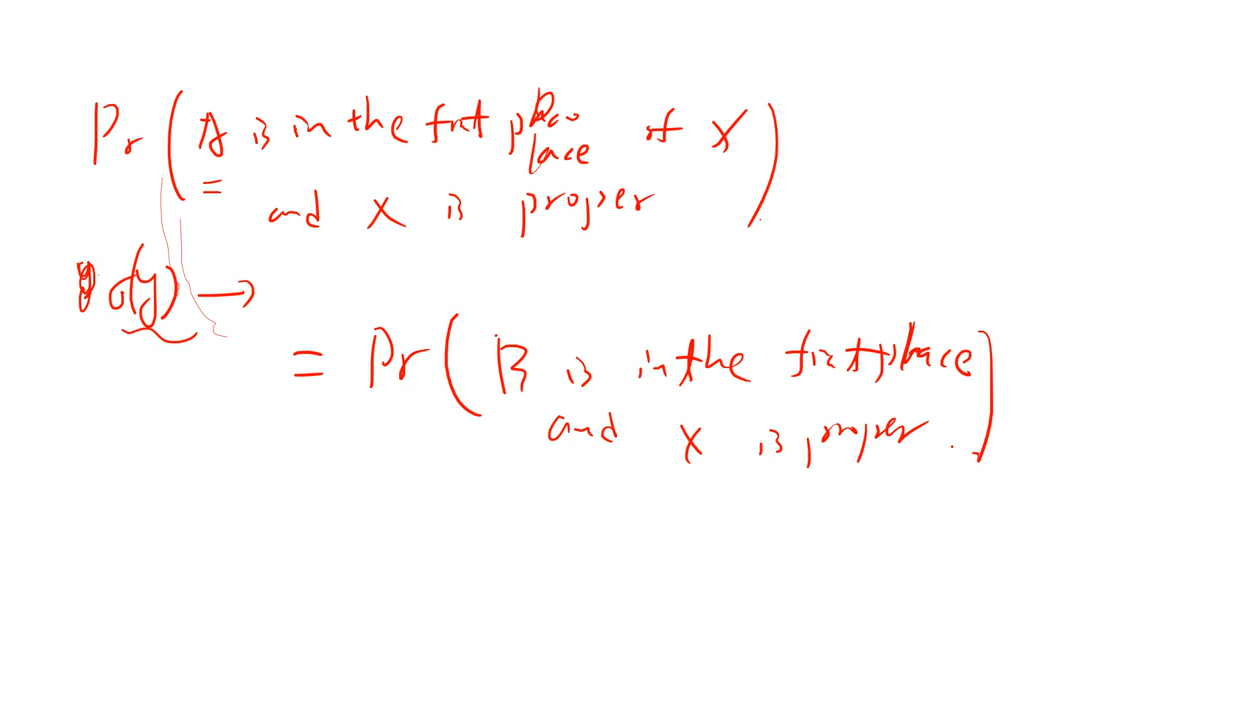 Pr ( A is in the first place of X )
and X is proper
σ(y) →
= Pr ( B is in the first place
and X is proper . )